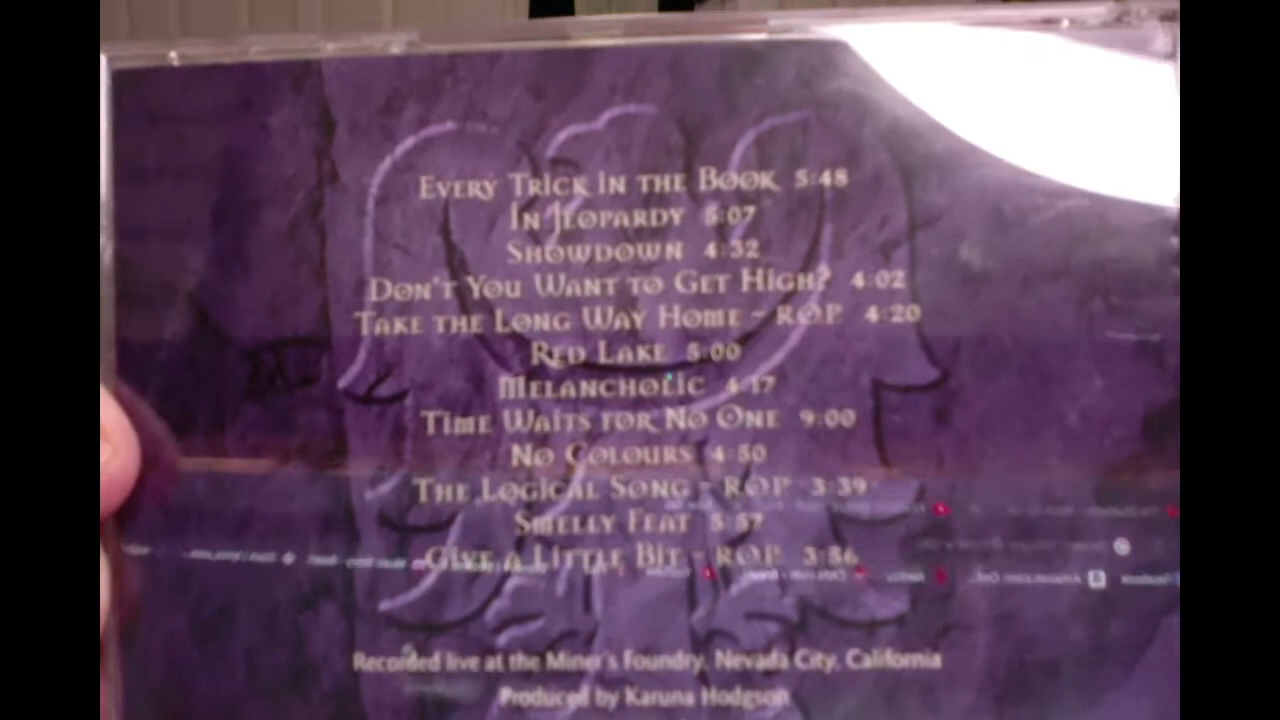 Every Trick in the Book 5:48
In Jeopardy 5:07
Showdown 4:32
Don't You Want to Get High? 4:02
Take the Long Way Home - R.O.P. 4:20
Red Lake 5:00
Melancholic 4:17
Time Waits for No One 9:00
No Colours 4:50
The Logical Song - R.O.P. 3:39
Smelly Feat 5:57
Give a Little Bit - R.O.P. 3:56
Recorded live at the Miner's Foundry, Nevada City, California
Produced by Karuna Hodgson